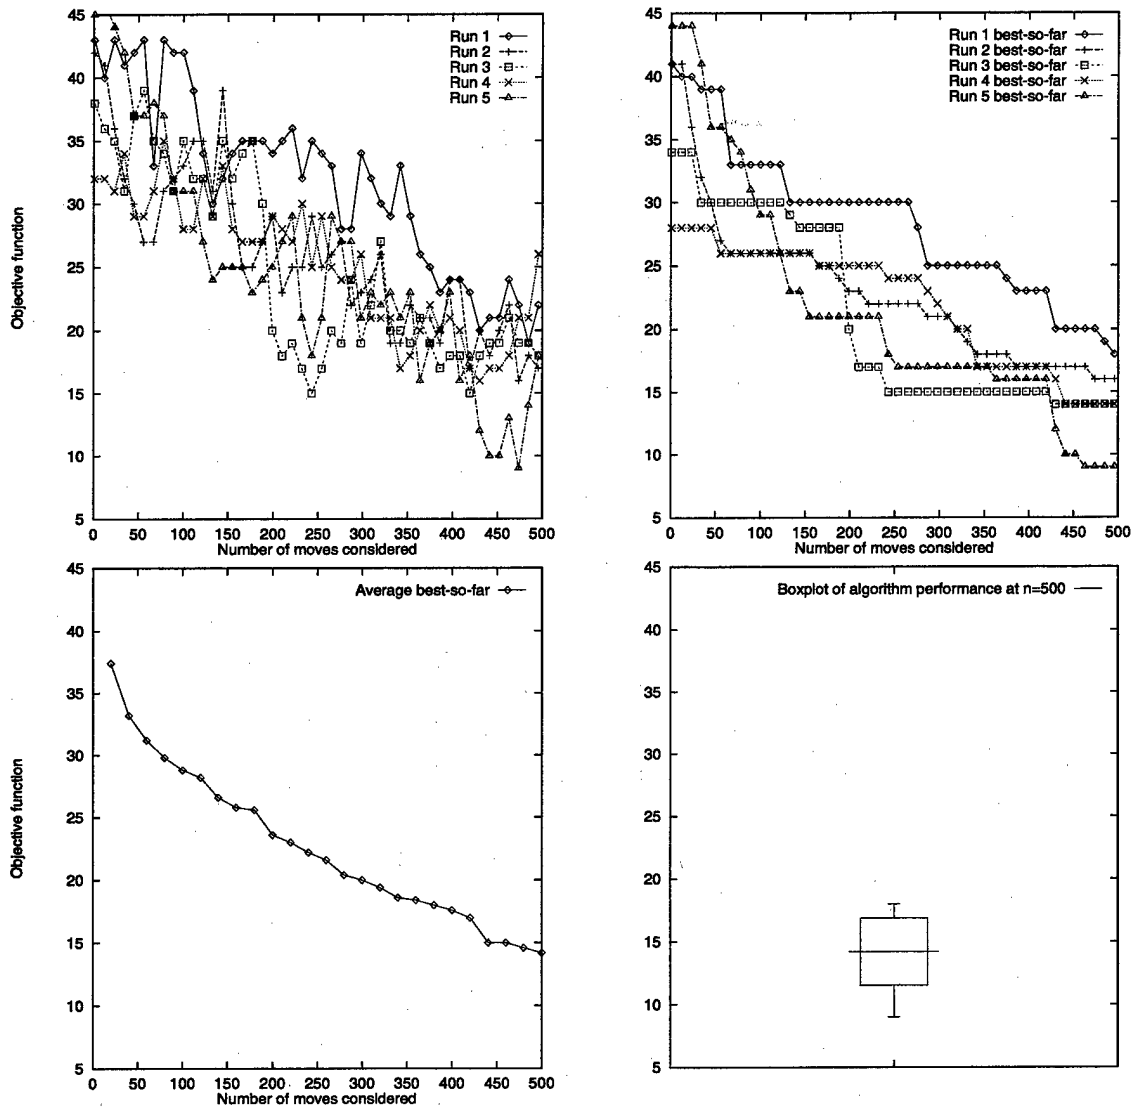 45
40
35
30
25
20
15
10
5
Objective function
Run 1
Run 2
Run 3
Run 4
Run 5
0 50 100 150 200 250 300 350 400 450 500
Number of moves considered
45
40
35
30
25
20
15
10
5
Run 1 best-so-far
Run 2 best-so-far
Run 3 best-so-far
Run 4 best-so-far
Run 5 best-so-far
0 50 100 150 200 250 300 350 400 450 500
Number of moves considered
45
40
35
30
25
20
15
10
5
Objective function
Average best-so-far
0 50 100 150 200 250 300 350 400 450 500
Number of moves considered
45
40
35
30
25
20
15
10
5
Boxplot of algorithm performance at n=500